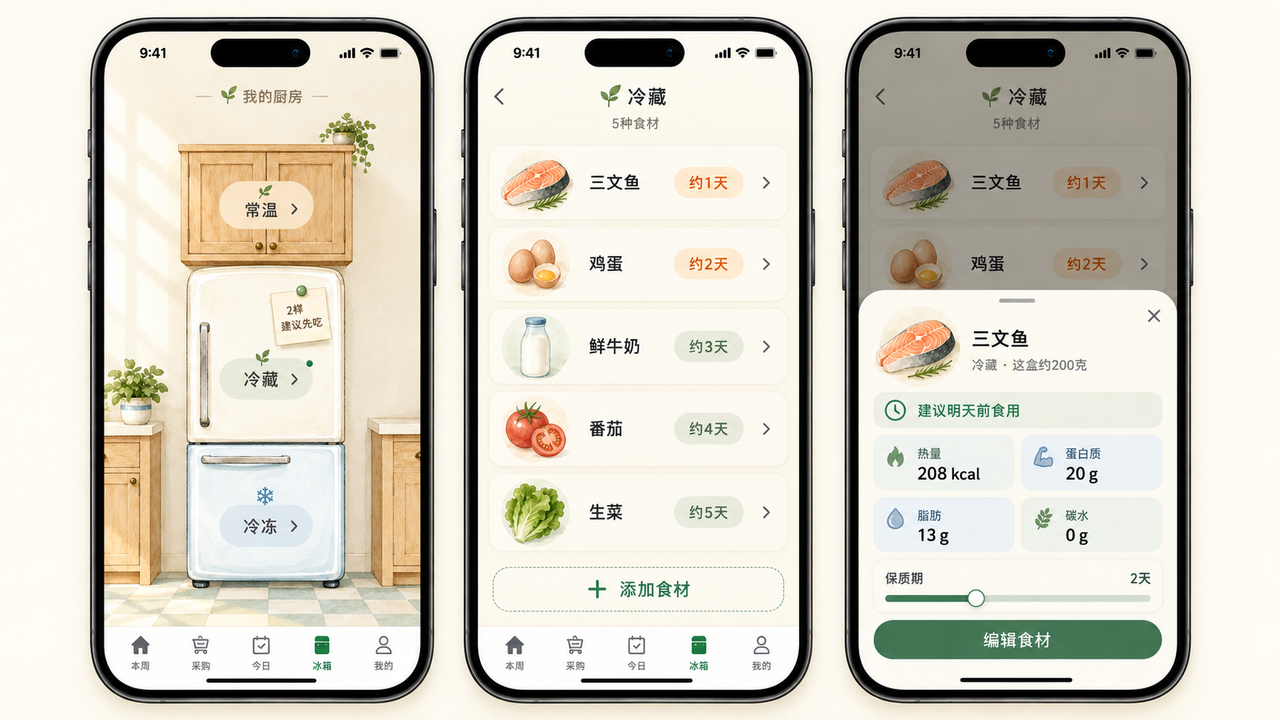 9:41
我的厨房
常温
2样
建议先吃
冷藏
冷冻
本周
采购
今日
冰箱
我的
9:41
冷藏
5种食材
三文鱼
约1天
鸡蛋
约2天
鲜牛奶
约3天
番茄
约4天
生菜
约5天
添加食材
本周
采购
今日
冰箱
我的
9:41
冷藏
5种食材
三文鱼
约1天
鸡蛋
约2天
三文鱼
冷藏 · 这盒约200克
建议明天前食用
热量
208 kcal
蛋白质
20 g
脂肪
13 g
碳水
0 g
保质期
2天
编辑食材